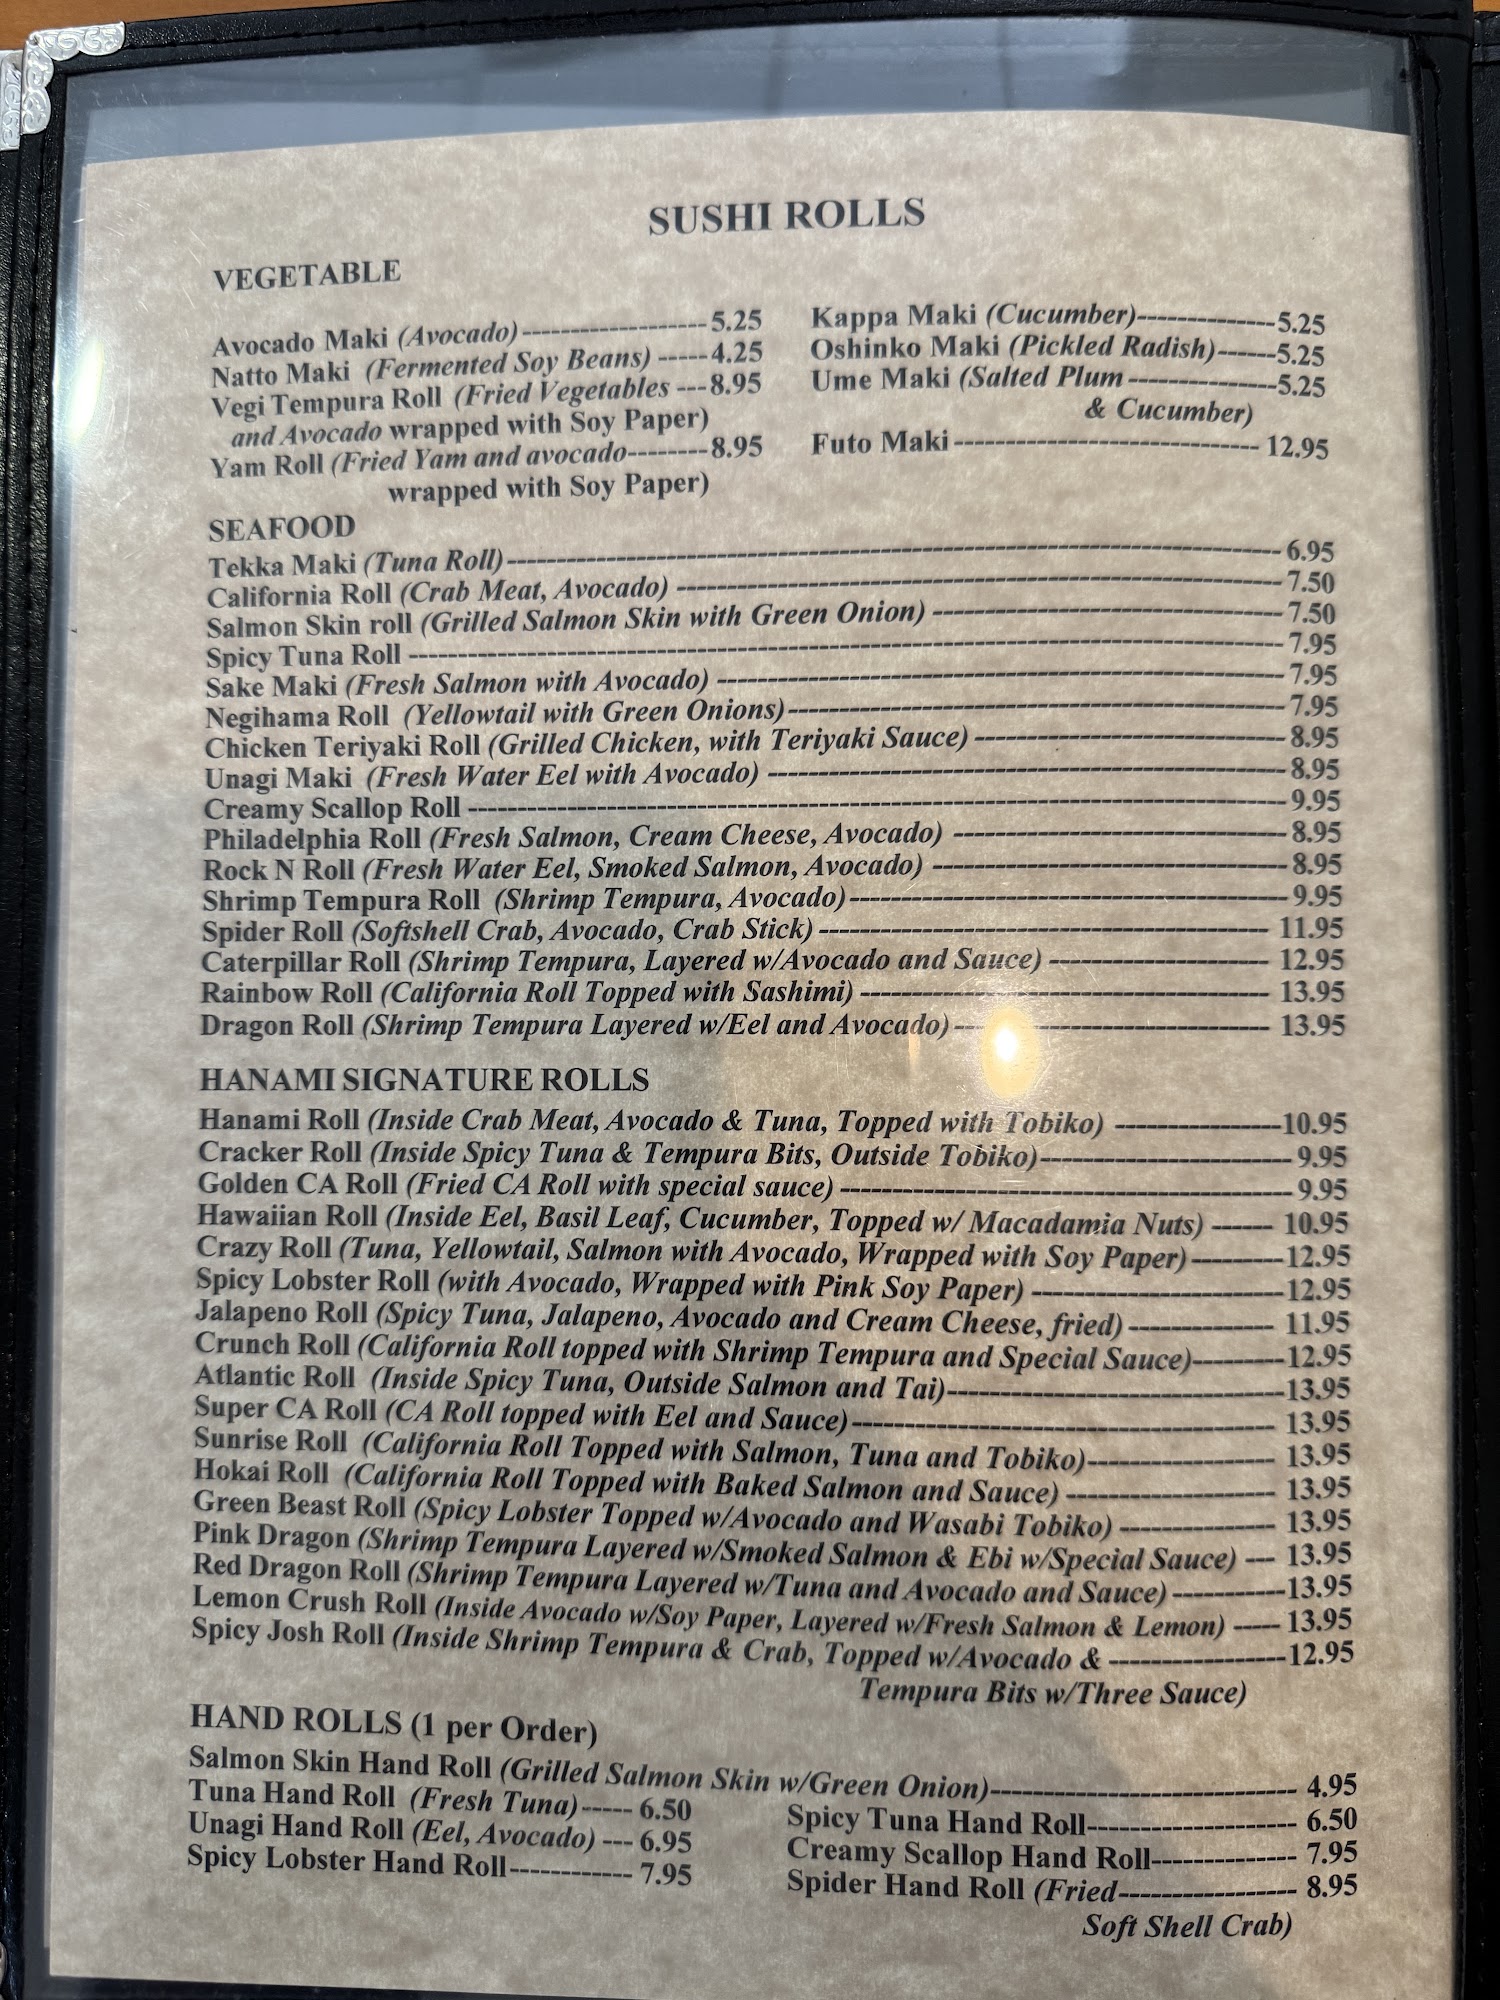 SUSHI ROLLS
VEGETABLE
Avocado Maki (Avocado)-------------------5.25
Natto Maki (Fermented Soy Beans) -----4.25
Vegi Tempura Roll (Fried Vegetables ---8.95
and Avocado wrapped with Soy Paper)
Yam Roll (Fried Yam and avocado--------8.95
wrapped with Soy Paper)
Kappa Maki (Cucumber)--------------5.25
Oshinko Maki (Pickled Radish)------5.25
Ume Maki (Salted Plum ---------------5.25
& Cucumber)
Futo Maki ------------------------------- 12.95
SEAFOOD
Tekka Maki (Tuna Roll)------------------------------------------------------------ 6.95
California Roll (Crab Meat, Avocado) ---------------------------------------------- 7.50
Salmon Skin roll (Grilled Salmon Skin with Green Onion) -------------------------- 7.50
Spicy Tuna Roll ------------------------------------------------------------------ 7.95
Sake Maki (Fresh Salmon with Avocado) -------------------------------------------- 7.95
Negihama Roll (Yellowtail with Green Onions)-------------------------------------- 7.95
Chicken Teriyaki Roll (Grilled Chicken, with Teriyaki Sauce) --------------------- 8.95
Unagi Maki (Fresh Water Eel with Avocado) ---------------------------------------- 8.95
Creamy Scallop Roll -------------------------------------------------------------- 9.95
Philadelphia Roll (Fresh Salmon, Cream Cheese, Avocado) -------------------------- 8.95
Rock N Roll (Fresh Water Eel, Smoked Salmon, Avocado) ---------------------------- 8.95
Shrimp Tempura Roll (Shrimp Tempura, Avocado)------------------------------------- 9.95
Spider Roll (Softshell Crab, Avocado, Crab Stick) -------------------------------- 11.95
Caterpillar Roll (Shrimp Tempura, Layered w/Avocado and Sauce) ------------------- 12.95
Rainbow Roll (California Roll Topped with Sashimi) ------------------------------- 13.95
Dragon Roll (Shrimp Tempura Layered w/Eel and Avocado)---------------------------- 13.95
HANAMI SIGNATURE ROLLS
Hanami Roll (Inside Crab Meat, Avocado & Tuna, Topped with Tobiko) -----------------10.95
Cracker Roll (Inside Spicy Tuna & Tempura Bits, Outside Tobiko)-------------------------- 9.95
Golden CA Roll (Fried CA Roll with special sauce) --------------------------------------- 9.95
Hawaiian Roll (Inside Eel, Basil Leaf, Cucumber, Topped w/ Macadamia Nuts) ------ 10.95
Crazy Roll (Tuna, Yellowtail, Salmon with Avocado, Wrapped with Soy Paper)---------12.95
Spicy Lobster Roll (with Avocado, Wrapped with Pink Soy Paper) --------------------------12.95
Jalapeno Roll (Spicy Tuna, Jalapeno, Avocado and Cream Cheese, fried)--------------- 11.95
Crunch Roll (California Roll topped with Shrimp Tempura and Special Sauce)---------12.95
Atlantic Roll (Inside Spicy Tuna, Outside Salmon and Tai)----------------------------------13.95
Super CA Roll (CA Roll topped with Eel and Sauce)----------------------------------------- 13.95
Sunrise Roll (California Roll Topped with Salmon, Tuna and Tobiko)------------------- 13.95
Hokai Roll (California Roll Topped with Baked Salmon and Sauce) --------------------- 13.95
Green Beast Roll (Spicy Lobster Topped w/Avocado and Wasabi Tobiko) ---------------- 13.95
Pink Dragon (Shrimp Tempura Layered w/Smoked Salmon & Ebi w/Special Sauce) --- 13.95
Red Dragon Roll (Shrimp Tempura Layered w/Tuna and Avocado and Sauce) -----------13.95
Lemon Crush Roll (Inside Avocado w/Soy Paper, Layered w/Fresh Salmon & Lemon) ----- 13.95
Spicy Josh Roll (Inside Shrimp Tempura & Crab, Topped w/Avocado & ------------------12.95
Tempura Bits w/Three Sauce)
HAND ROLLS (1 per Order)
Salmon Skin Hand Roll (Grilled Salmon Skin w/Green Onion)------------------------------- 4.95
Tuna Hand Roll (Fresh Tuna)----- 6.50
Unagi Hand Roll (Eel, Avocado) --- 6.95
Spicy Lobster Hand Roll------------ 7.95
Spicy Tuna Hand Roll--------------------- 6.50
Creamy Scallop Hand Roll-------------- 7.95
Spider Hand Roll (Fried------------------ 8.95
Soft Shell Crab)